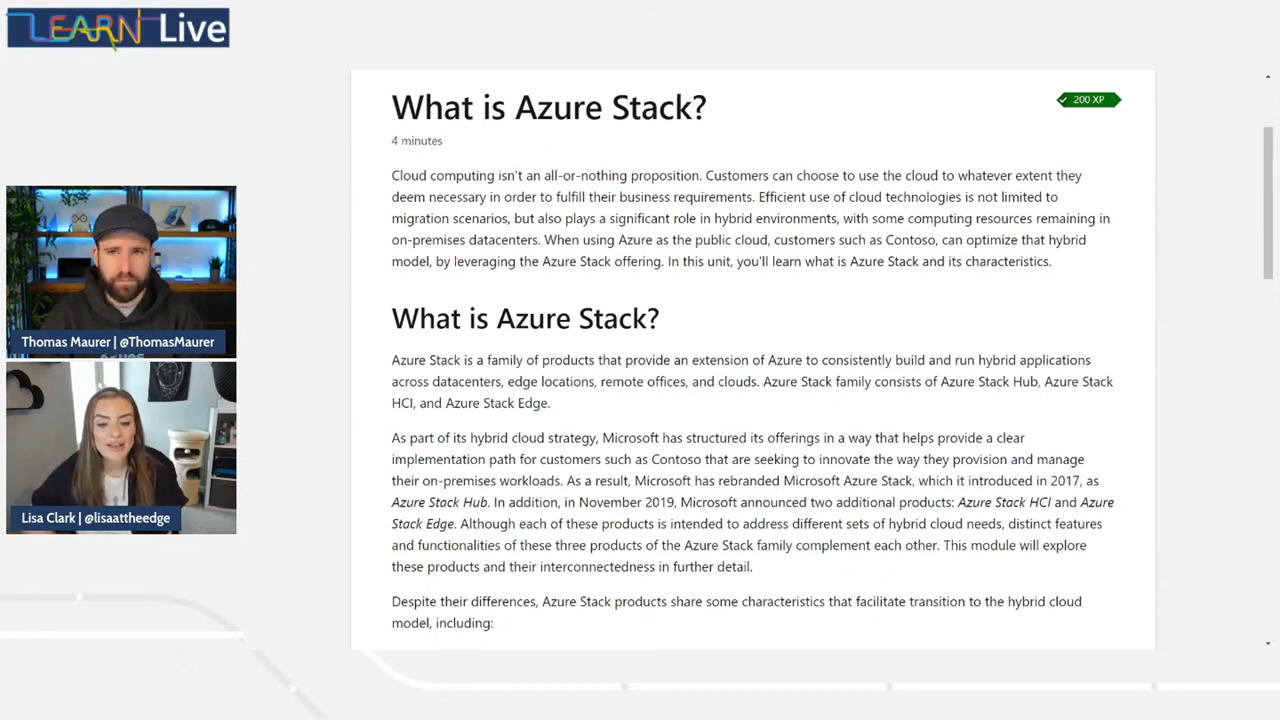 LEARN Live
What is Azure Stack?
200 XP
4 minutes
Cloud computing isn't an all-or-nothing proposition. Customers can choose to use the cloud to whatever extent they
deem necessary in order to fulfill their business requirements. Efficient use of cloud technologies is not limited to
migration scenarios, but also plays a significant role in hybrid environments, with some computing resources remaining in
on-premises datacenters. When using Azure as the public cloud, customers such as Contoso, can optimize that hybrid
model, by leveraging the Azure Stack offering. In this unit, you'll learn what is Azure Stack and its characteristics.
What is Azure Stack?
Azure Stack is a family of products that provide an extension of Azure to consistently build and run hybrid applications
across datacenters, edge locations, remote offices, and clouds. Azure Stack family consists of Azure Stack Hub, Azure Stack
HCI, and Azure Stack Edge.
As part of its hybrid cloud strategy, Microsoft has structured its offerings in a way that helps provide a clear
implementation path for customers such as Contoso that are seeking to innovate the way they provision and manage
their on-premises workloads. As a result, Microsoft has rebranded Microsoft Azure Stack, which it introduced in 2017, as
Azure Stack Hub. In addition, in November 2019, Microsoft announced two additional products: Azure Stack HCI and Azure
Stack Edge. Although each of these products is intended to address different sets of hybrid cloud needs, distinct features
and functionalities of these three products of the Azure Stack family complement each other. This module will explore
these products and their interconnectedness in further detail.
Despite their differences, Azure Stack products share some characteristics that facilitate transition to the hybrid cloud
model, including:
Thomas Maurer | @ThomasMaurer
Lisa Clark | @lisaattheedge